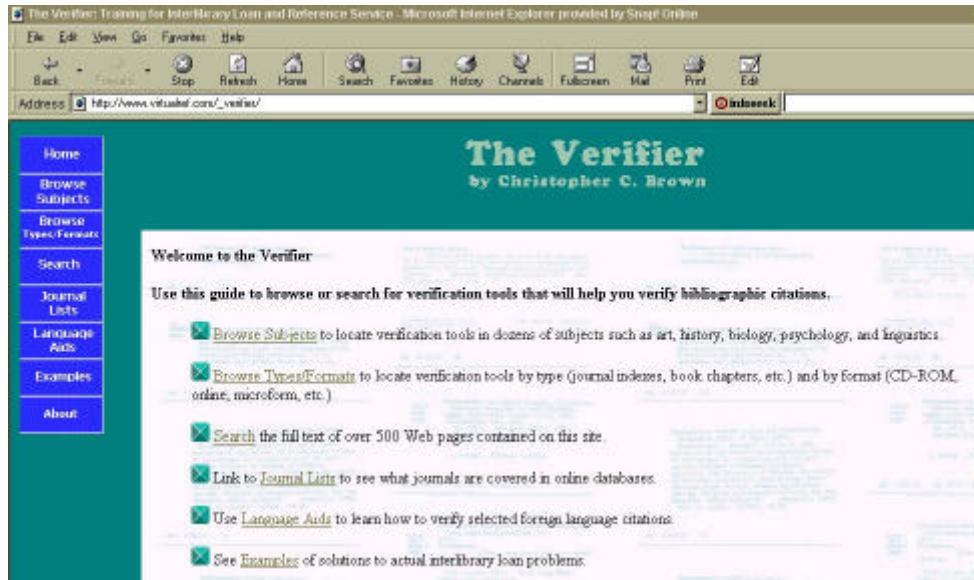 The Verifier: Training for Interlibrary Loan and Reference Service - Microsoft Internet Explorer provided by Snap! Online
File Edit View Go Favorites Help
Back Forward Stop Refresh Home Search Favorites History Channels Fullscreen Mail Print Edit
Address http://www.virtualref.com/_verifier/ infoseek
The Verifier
by Christopher C. Brown
Home
Browse
Subjects
Browse
Types/Formats
Search
Journal
Lists
Language
Aids
Examples
About
Welcome to the Verifier
Use this guide to browse or search for verification tools that will help you verify bibliographic citations.
Browse Subjects to locate verification tools in dozens of subjects such as art, history, biology, psychology, and linguistics.
Browse Types/Formats to locate verification tools by type (journal indexes, book chapters, etc.) and by format (CD-ROM,
online, microform, etc.)
Search the full text of over 500 Web pages contained on this site.
Link to Journal Lists to see what journals are covered in online databases.
Use Language Aids to learn how to verify selected foreign language citations.
See Examples of solutions to actual interlibrary loan problems.